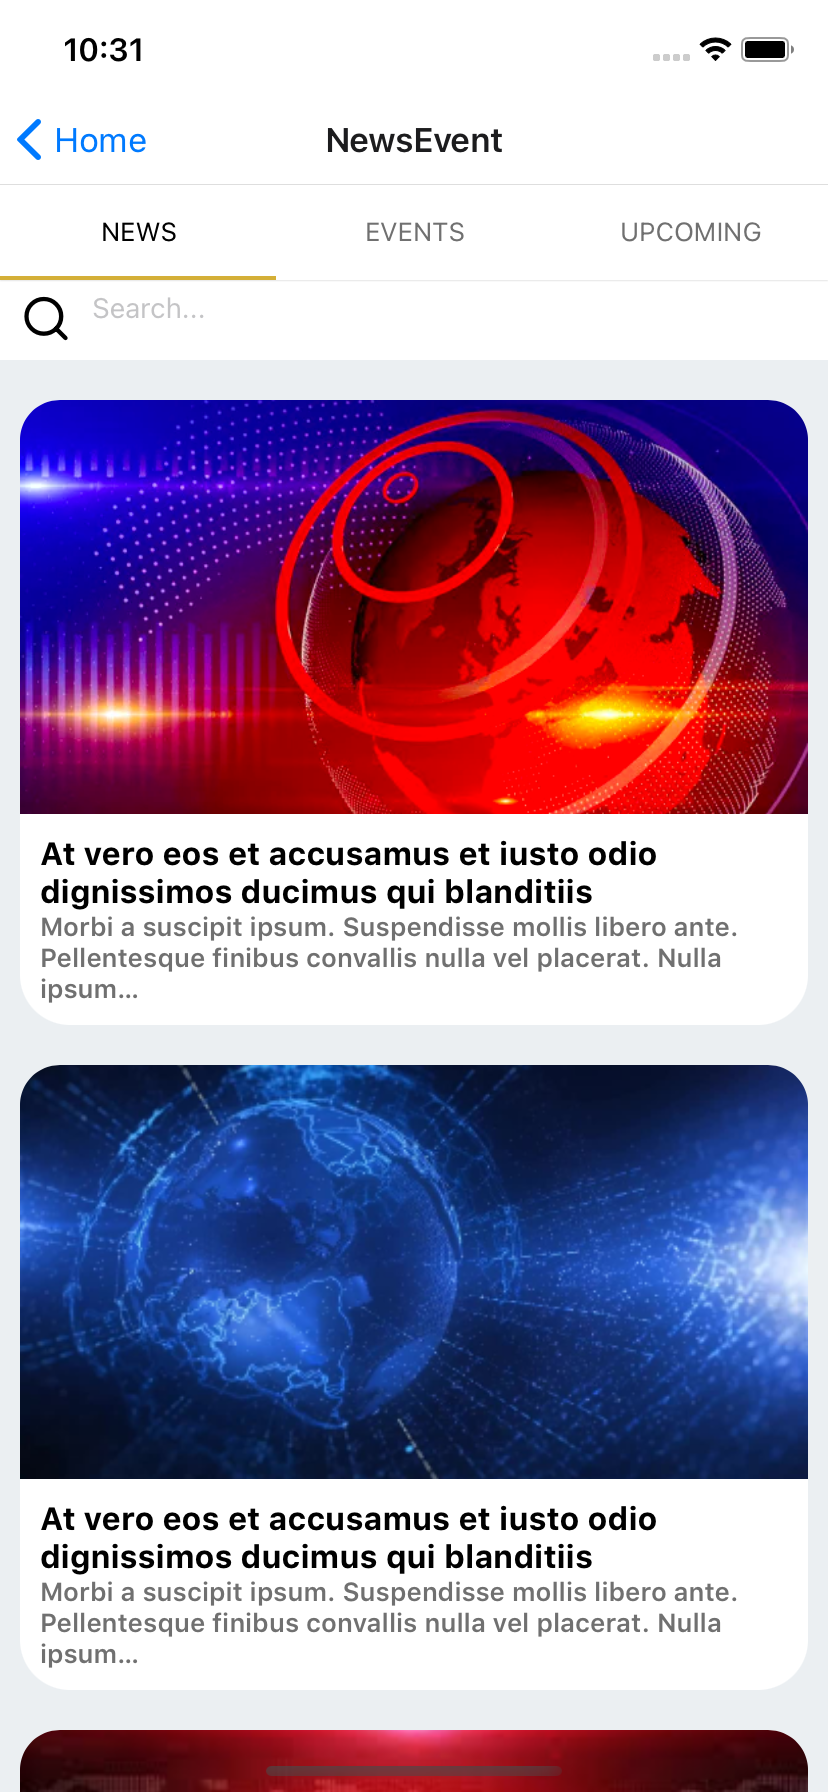 10:31
Home
NewsEvent
NEWS
EVENTS
UPCOMING
Search...
At vero eos et accusamus et iusto odio
dignissimos ducimus qui blanditiis
Morbi a suscipit ipsum. Suspendisse mollis libero ante.
Pellentesque finibus convallis nulla vel placerat. Nulla
ipsum...
At vero eos et accusamus et iusto odio
dignissimos ducimus qui blanditiis
Morbi a suscipit ipsum. Suspendisse mollis libero ante.
Pellentesque finibus convallis nulla vel placerat. Nulla
ipsum...